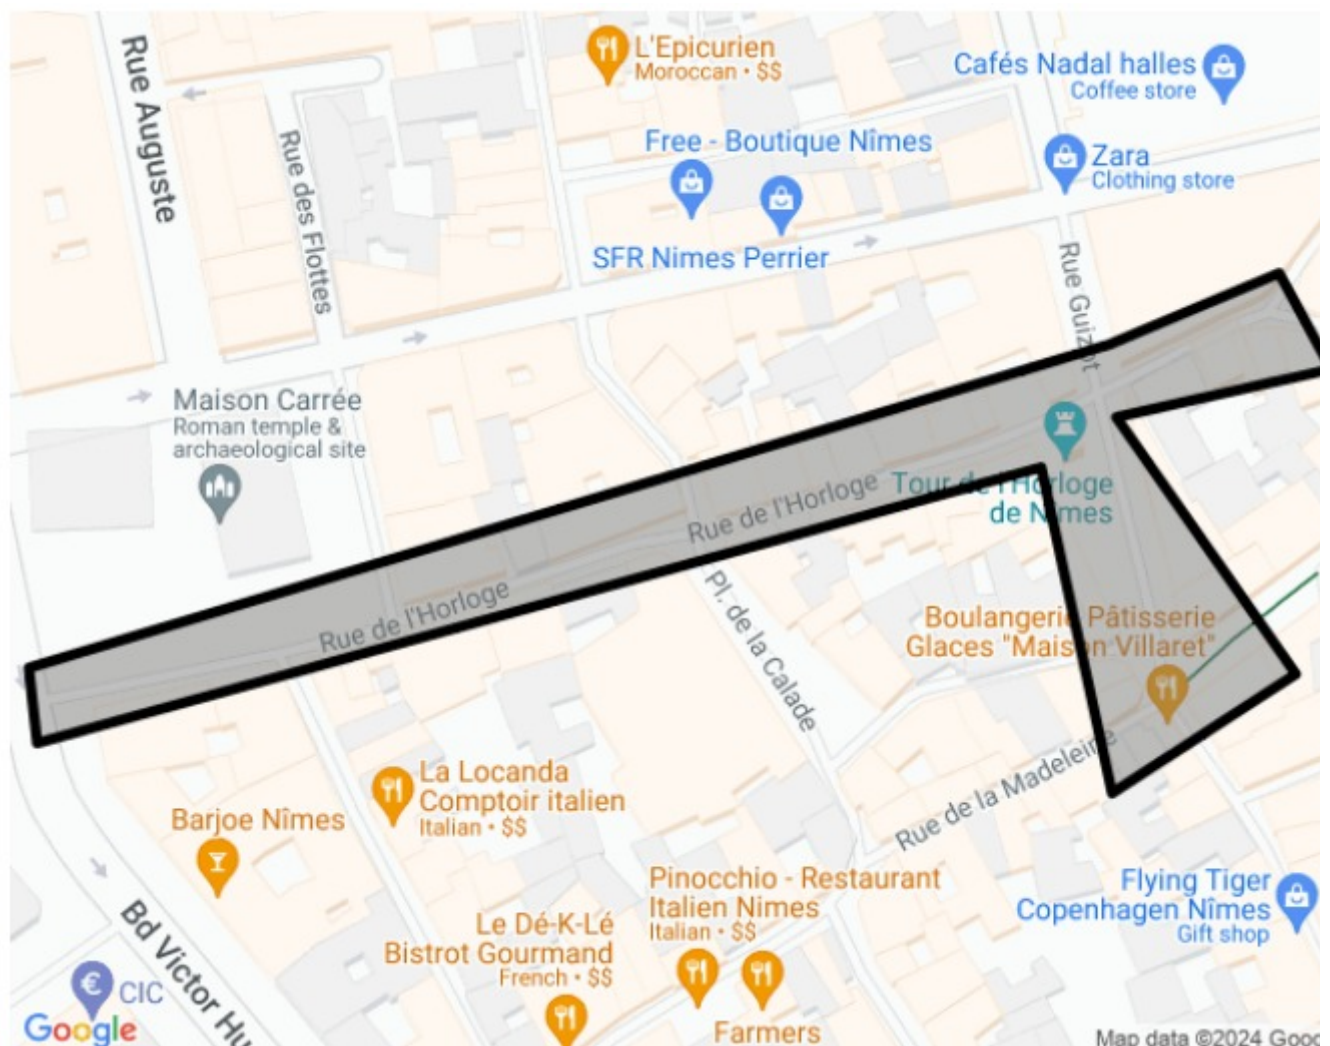 L'Epicurien
Moroccan • $$
Cafés Nadal halles
Coffee store
Rue Auguste
Rue des Flottes
Free - Boutique Nîmes
Zara
Clothing store
SFR Nimes Perrier
Rue Guizot
Maison Carrée
Roman temple &
archaeological site
Tour de l'Horloge
de Nîmes
Rue de l'Horloge
Rue de l'Horloge
Pl. de la Calade
Boulangerie Pâtisserie
Glaces "Maison Villaret"
Rue de la Madeleine
La Locanda
Comptoir italien
Italian • $$
Barjoe Nîmes
Pinocchio - Restaurant
Italien Nimes
Italian • $$
Flying Tiger
Copenhagen Nîmes
Gift shop
Le Dé-K-Lé
Bistrot Gourmand
French • $$
Bd Victor Hu
CIC
Google
Farmers
Map data ©2024 Goog